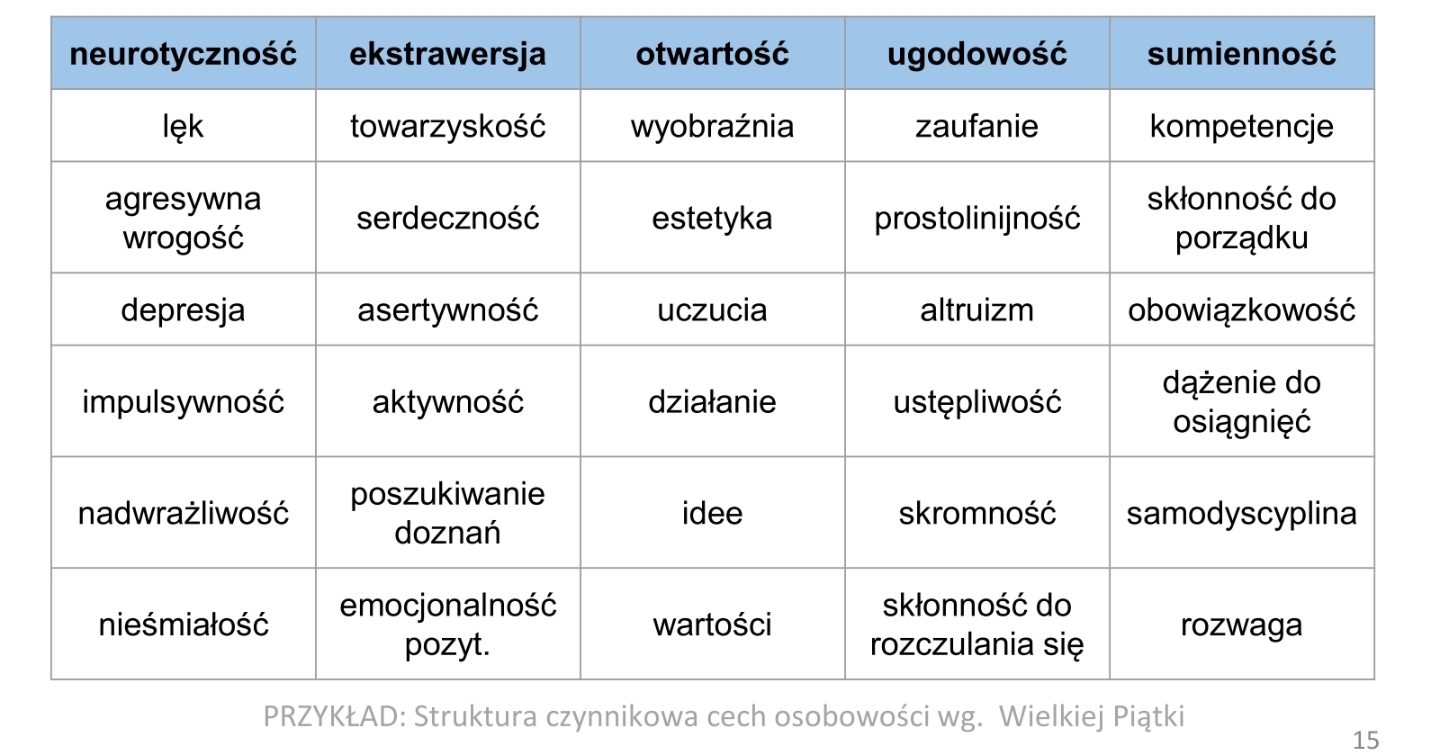 neurotyczność ekstrawersja otwartość ugodowość sumienność
lęk towarzyskość wyobraźnia zaufanie kompetencje
agresywna
wrogość serdeczność estetyka prostolinijność skłonność do
porządku
depresja asertywność uczucia altruizm obowiązkowość
impulsywność aktywność działanie ustępliwość dążenie do
osiągnięć
nadwrażliwość poszukiwanie
doznań idee skromność samodyscyplina
nieśmiałość emocjonalność
pozyt. wartości skłonność do
rozczulania się rozwaga
PRZYKŁAD: Struktura czynnikowa cech osobowości wg. Wielkiej Piątki
15